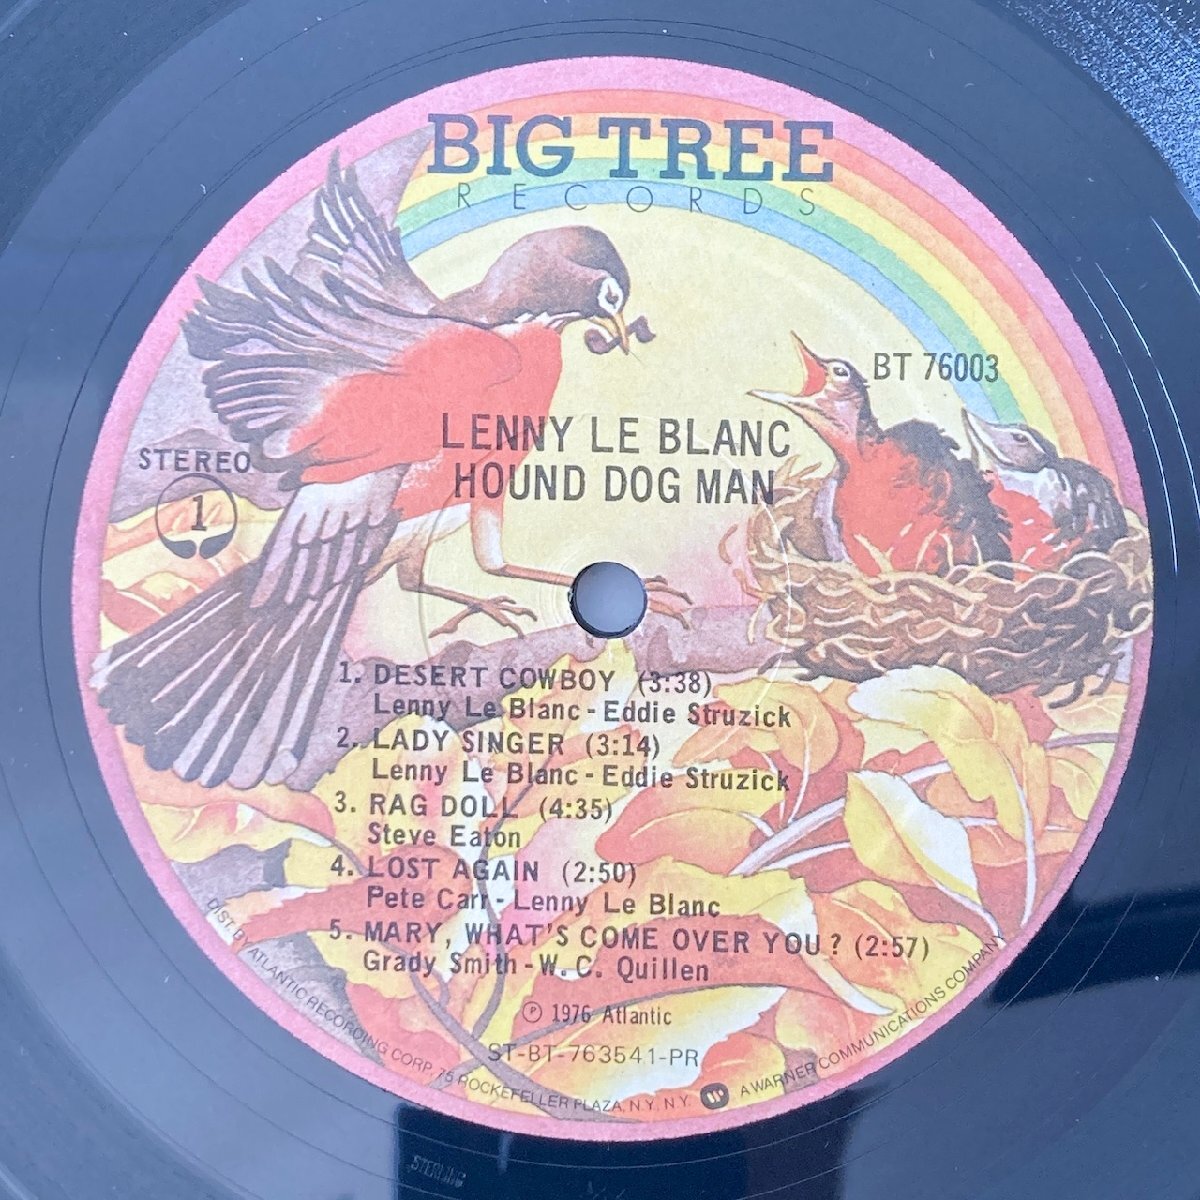 BIG TREE
RECORDS
BT 76003
LENNY LE BLANC
HOUND DOG MAN
STEREO
1
1. DESERT COWBOY (3:38)
Lenny Le Blanc - Eddie Struzick
2. LADY SINGER (3:14)
Lenny Le Blanc - Eddie Struzick
3. RAG DOLL (4:35)
Steve Eaton
4. LOST AGAIN (2:50)
Pete Carr - Lenny Le Blanc
5. MARY, WHAT'S COME OVER YOU? (2:57)
Grady Smith - W. C. Quillen
℗ 1976 Atlantic
ST-BT-763541-PR
DIST. BY ATLANTIC RECORDING CORP. 75 ROCKEFELLER PLAZA, N.Y. N.Y. A WARNER COMMUNICATIONS COMPANY
STERLING